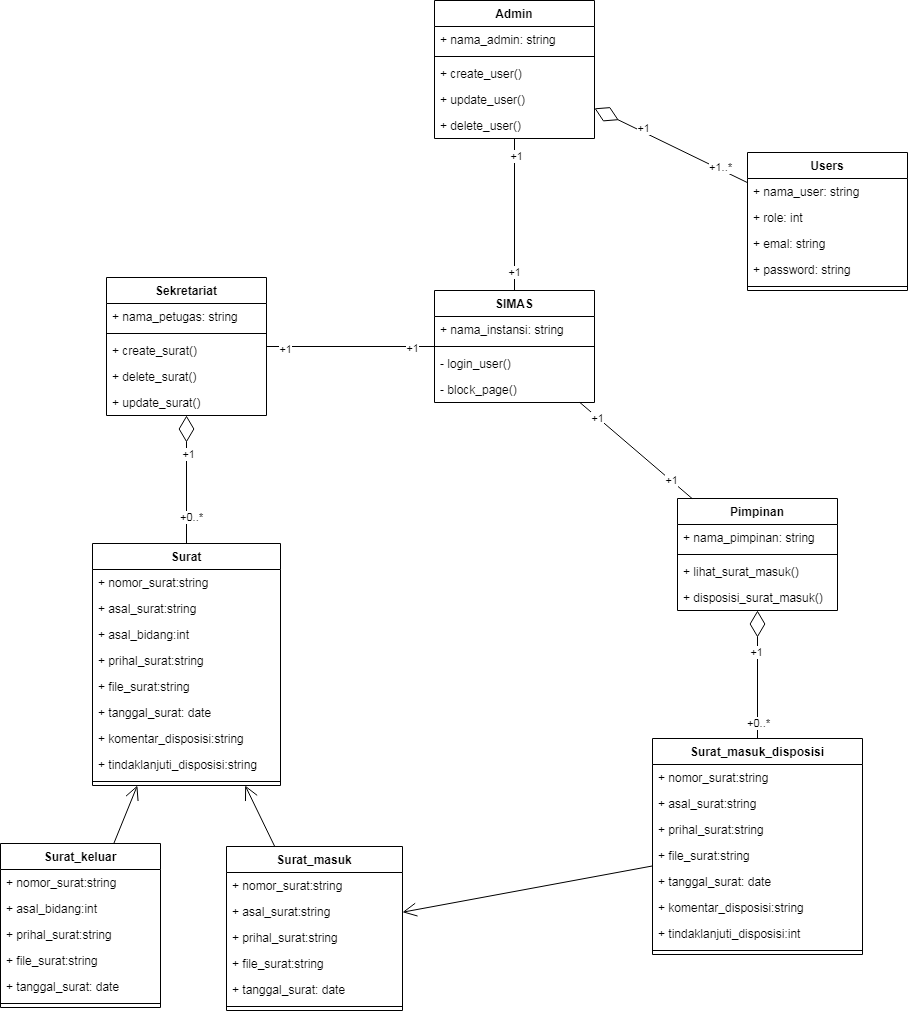 Admin
+ nama_admin: string
+ create_user()
+ update_user()
+ delete_user()
+1
+1..*
Users
+ nama_user: string
+ role: int
+ emal: string
+ password: string
+1
+1
Sekretariat
+ nama_petugas: string
+ create_surat()
+ delete_surat()
+ update_surat()
+1
+1
SIMAS
+ nama_instansi: string
- login_user()
- block_page()
+1
+1
Pimpinan
+ nama_pimpinan: string
+ lihat_surat_masuk()
+ disposisi_surat_masuk()
+1
+0..*
Surat
+ nomor_surat:string
+ asal_surat:string
+ asal_bidang:int
+ prihal_surat:string
+ file_surat:string
+ tanggal_surat: date
+ komentar_disposisi:string
+ tindaklanjuti_disposisi:string
+1
+0..*
Surat_masuk_disposisi
+ nomor_surat:string
+ asal_surat:string
+ prihal_surat:string
+ file_surat:string
+ tanggal_surat: date
+ komentar_disposisi:string
+ tindaklanjuti_disposisi:int
Surat_keluar
+ nomor_surat:string
+ asal_bidang:int
+ prihal_surat:string
+ file_surat:string
+ tanggal_surat: date
Surat_masuk
+ nomor_surat:string
+ asal_surat:string
+ prihal_surat:string
+ file_surat:string
+ tanggal_surat: date